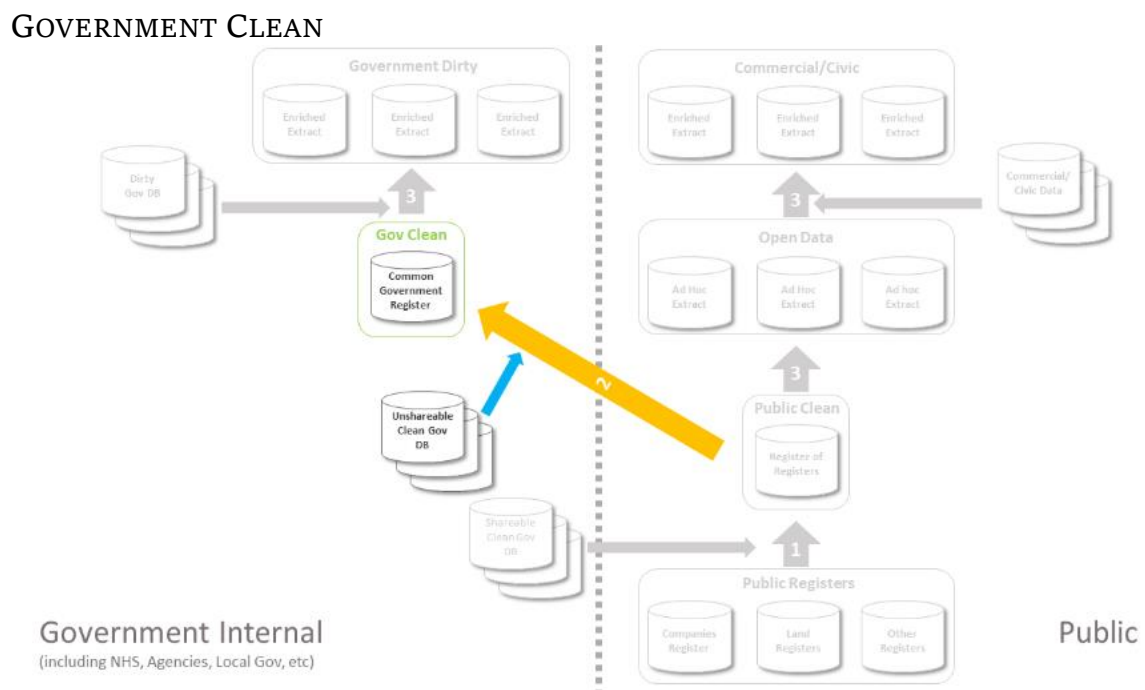 GOVERNMENT CLEAN
Government Dirty
Enriched
Extract
Enriched
Extract
Enriched
Extract
Commercial/Civic
Enriched
Extract
Enriched
Extract
Enriched
Extract
Dirty
Gov DB
3
3
Commercial/
Civic Data
Gov Clean
Common
Government
Register
Open Data
Ad Hoc
Extract
Ad Hoc
Extract
Ad hoc
Extract
2
3
Unshareable
Clean Gov
DB
Public Clean
Register of
Registers
Shareable
Clean Gov
DB
1
Public Registers
Companies
Register
Land
Registers
Other
Registers
Government Internal
(including NHS, Agencies, Local Gov, etc)
Public